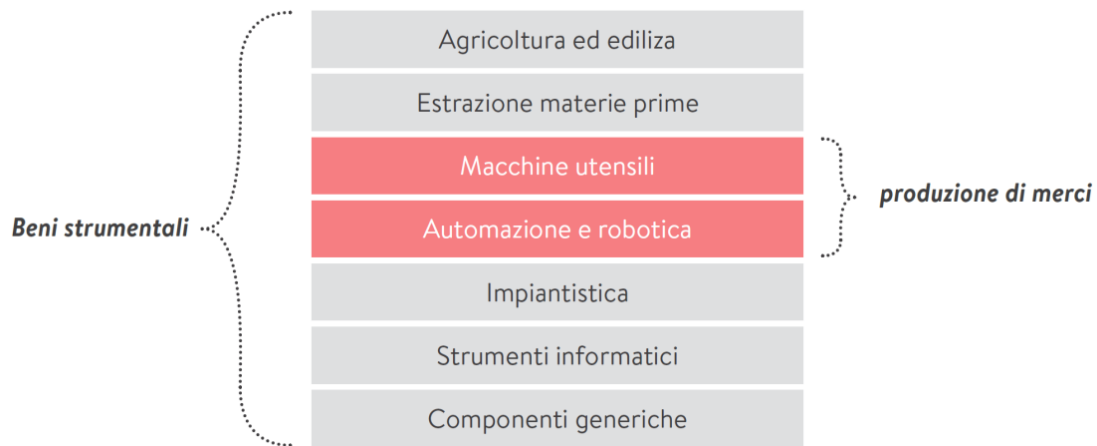 Agricoltura ed ediliza
Estrazione materie prime
Macchine utensili
produzione di merci
Beni strumentali
Automazione e robotica
Impiantistica
Strumenti informatici
Componenti generiche